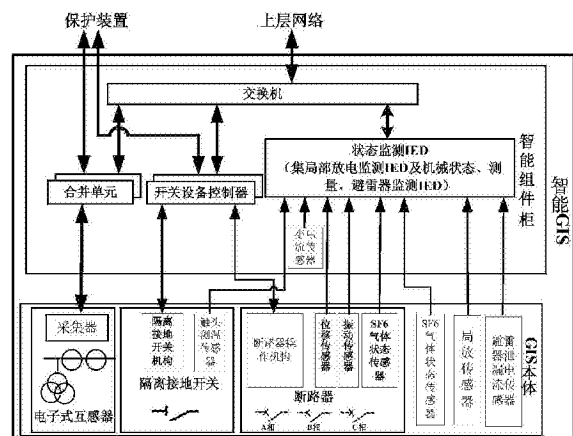 保护装置
上层网络
交换机
状态监测IED
(集局部放电监测IED及机械状态、测
量、避雷器监测IED)
合并单元
开关设备控制器
智能组件柜
智能GIS
采集器
电子式互感器
隔离
接地
开关
机构
触头
测温
传感
器
隔离接地开关
断路器操
作机构
位移传感器
振动传感器
SF6
气体
状态
传感
器
断路器
A相
B相
C相
SF6
气体状态传感器
局放传感器
避雷器泄漏电流传感器
GIS本体